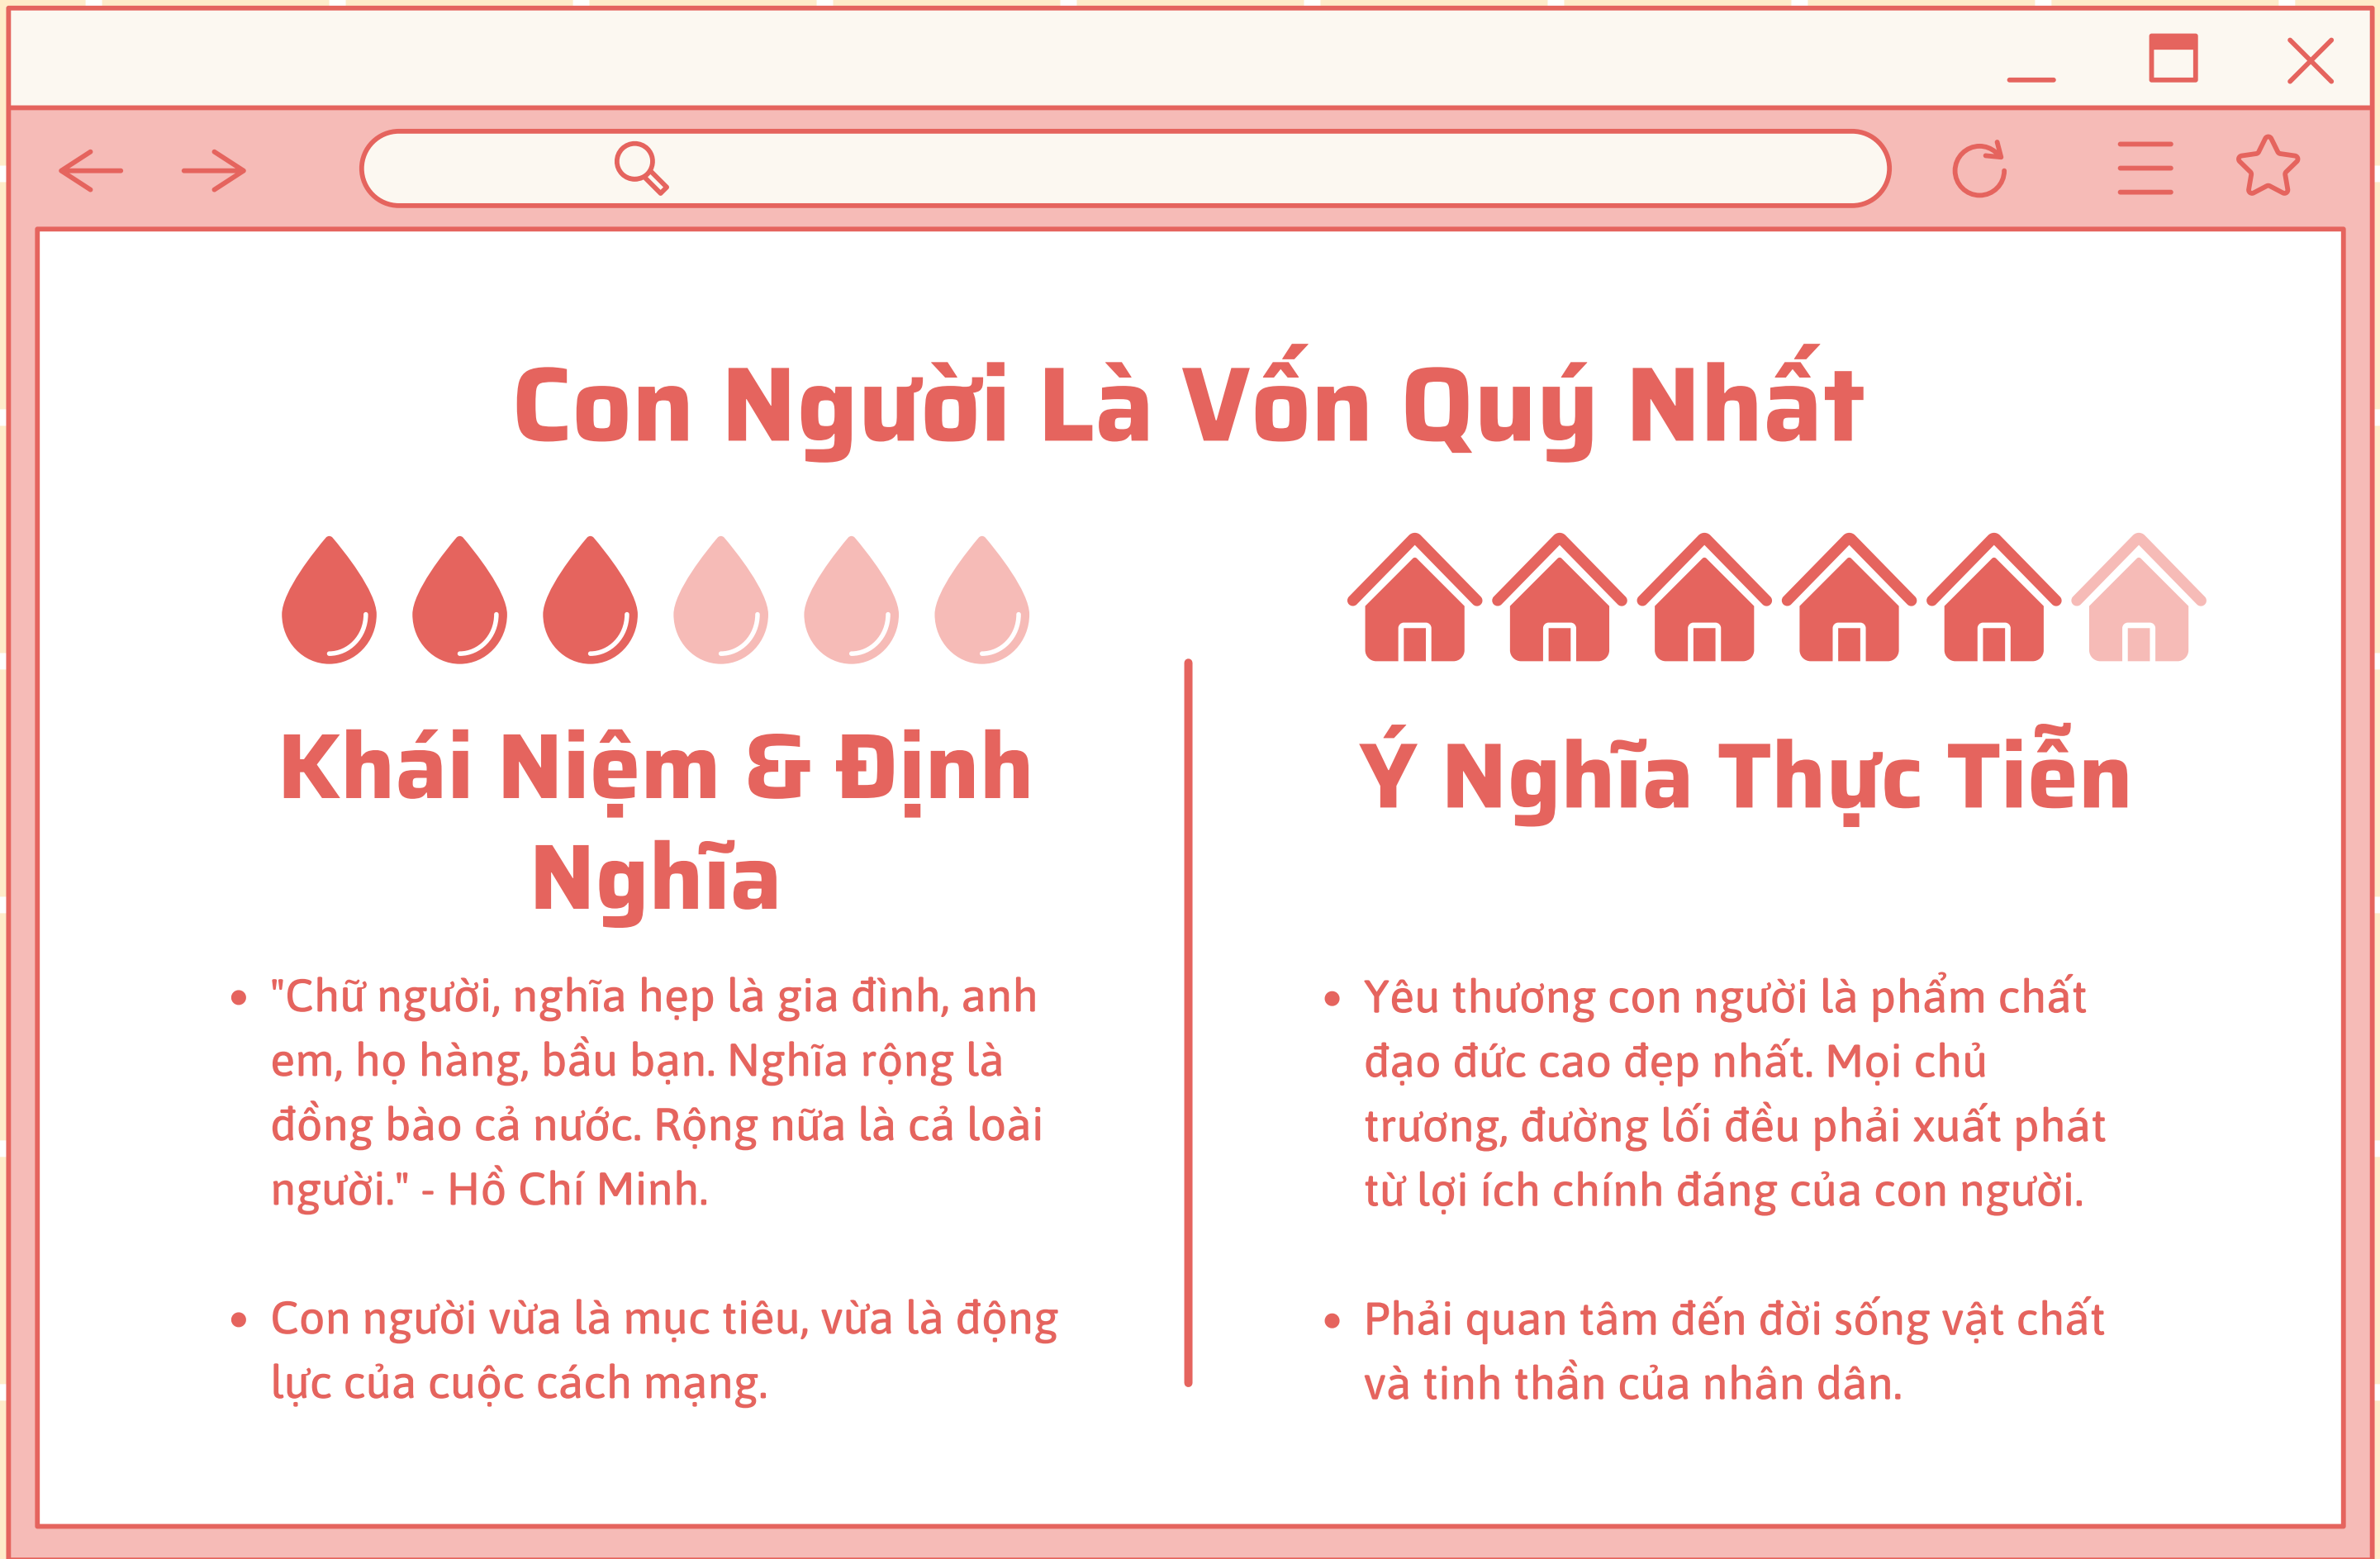 Con Người Là Vốn Quý Nhất
Khái Niệm & Định
Nghĩa
• "Chữ người, nghĩa hẹp là gia đình, anh
em, họ hàng, bầu bạn. Nghĩa rộng là
đồng bào cả nước. Rộng nữa là cả loài
người." - Hồ Chí Minh.
• Con người vừa là mục tiêu, vừa là động
lực của cuộc cách mạng.
Ý Nghĩa Thực Tiễn
• Yêu thương con người là phẩm chất
đạo đức cao đẹp nhất. Mọi chủ
trương, đường lối đều phải xuất phát
từ lợi ích chính đáng của con người.
• Phải quan tâm đến đời sống vật chất
và tinh thần của nhân dân.